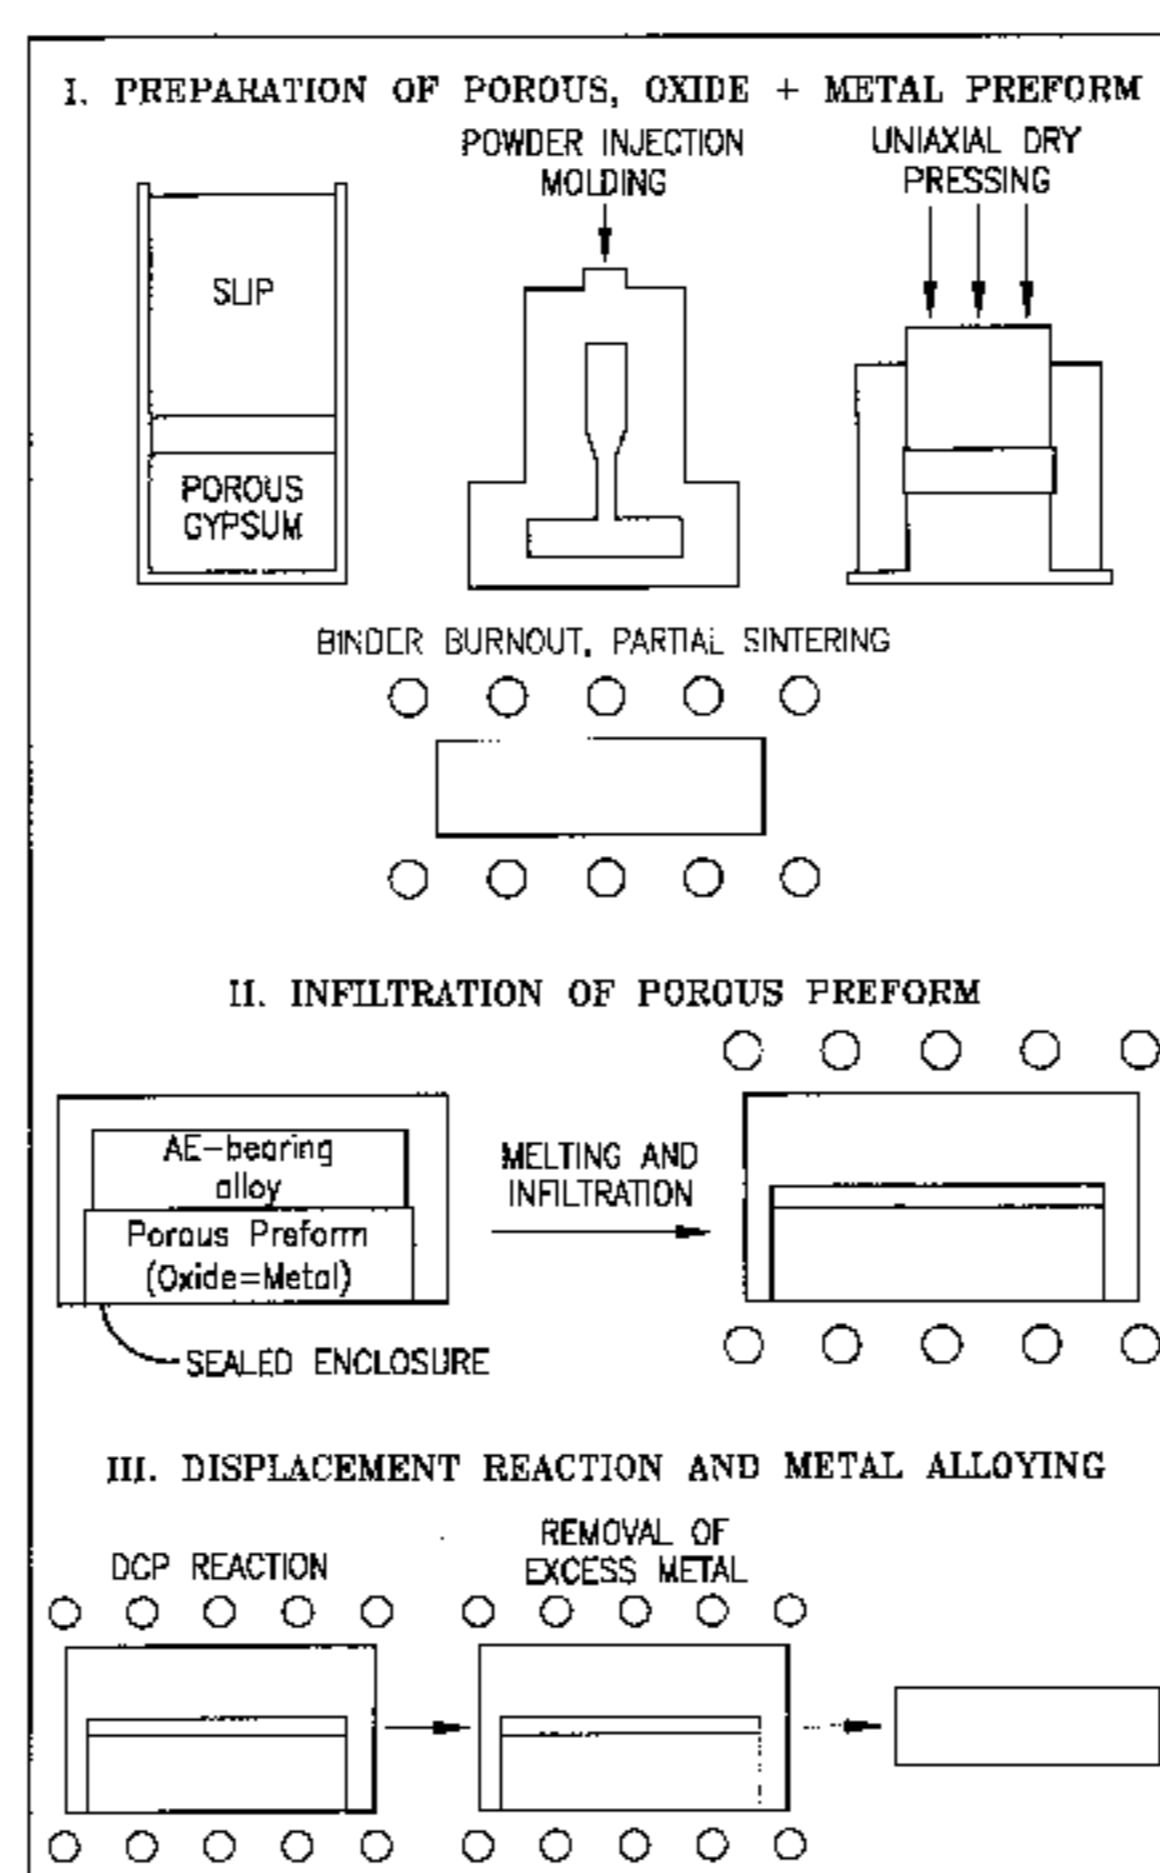 I. PREPARATION OF POROUS, OXIDE + METAL PREFORM
SLIP
POROUS
GYPSUM
POWDER INJECTION
MOLDING
UNIAXIAL DRY
PRESSING
BINDER BURNOUT, PARTIAL SINTERING
II. INFILTRATION OF POROUS PREFORM
AE-bearing
alloy
Porous Preform
(Oxide=Metal)
SEALED ENCLOSURE
MELTING AND
INFILTRATION
III. DISPLACEMENT REACTION AND METAL ALLOYING
DCP REACTION
REMOVAL OF
EXCESS METAL